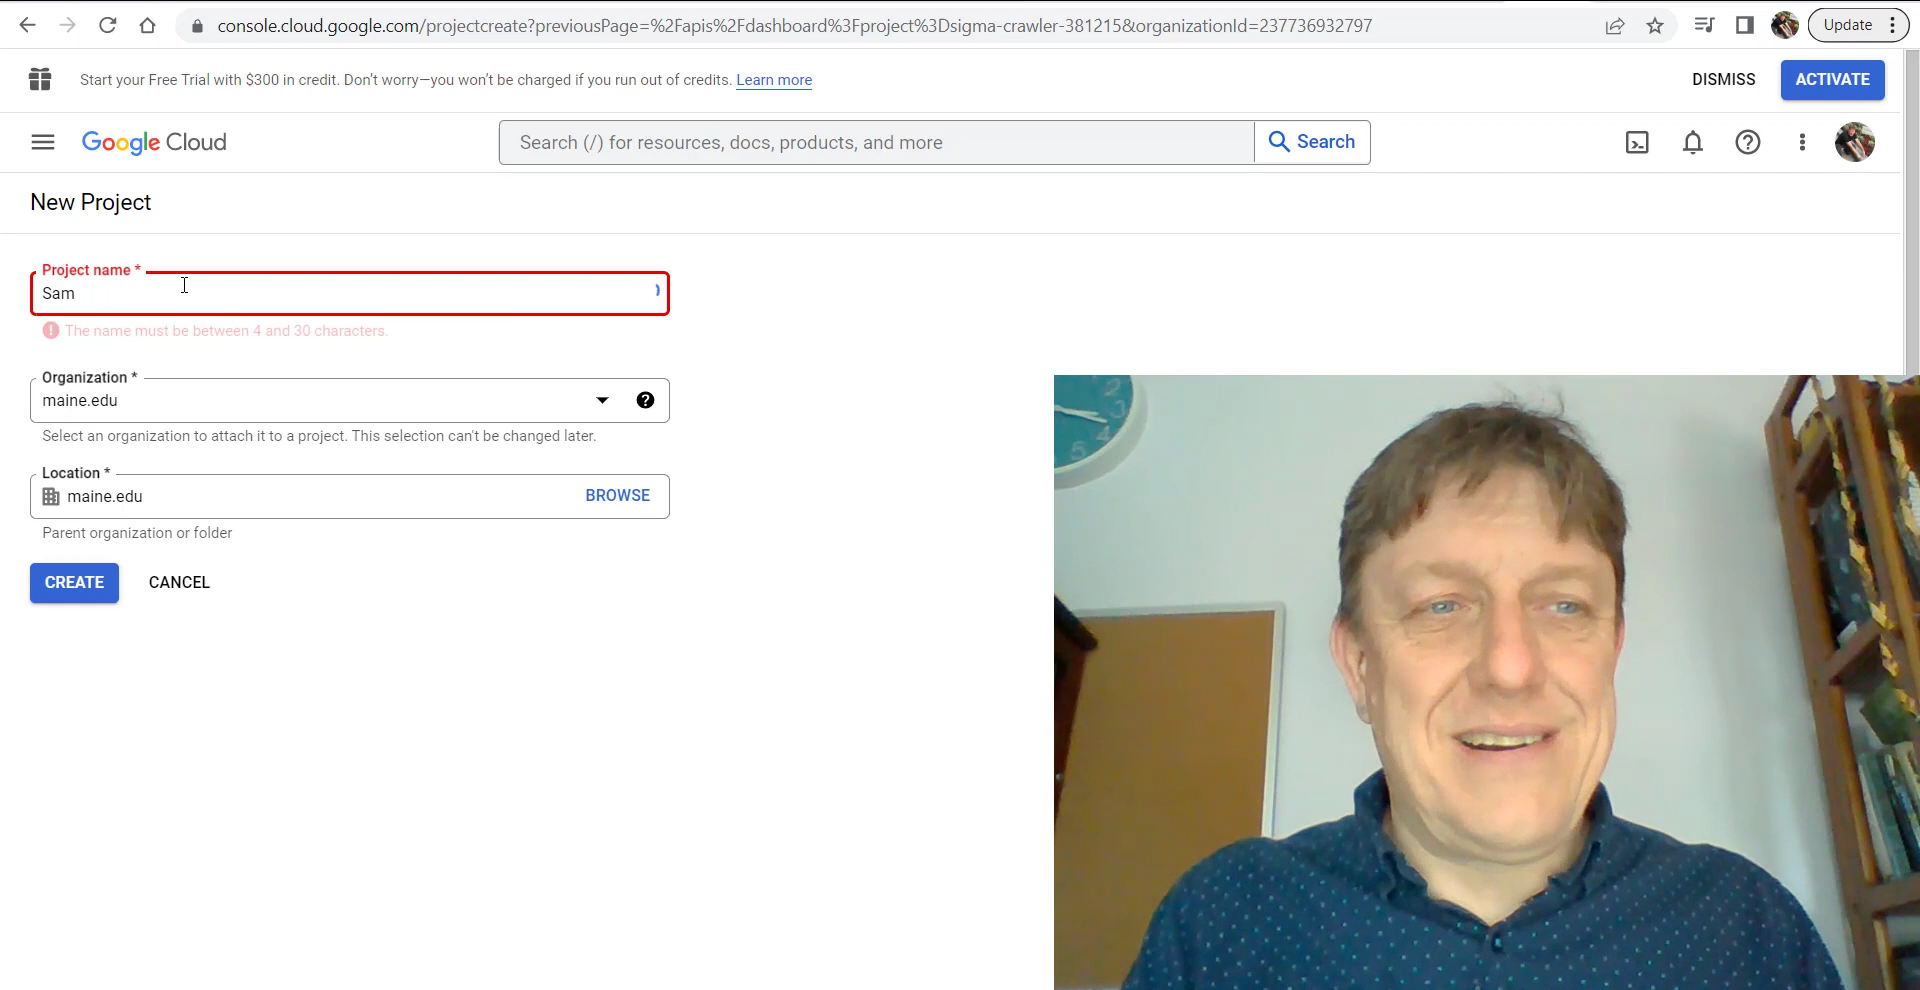 console.cloud.google.com/projectcreate?previousPage=%2Fapis%2Fdashboard%3Fproject%3Dsigma-crawler-381215&organizationId=237736932797
Update
Start your Free Trial with $300 in credit. Don't worry—you won't be charged if you run out of credits. Learn more
DISMISS
ACTIVATE
Google Cloud
Search (/) for resources, docs, products, and more
Search
New Project
Project name *
Sam
The name must be between 4 and 30 characters.
Organization *
maine.edu
Select an organization to attach it to a project. This selection can't be changed later.
Location *
maine.edu
BROWSE
Parent organization or folder
CREATE
CANCEL